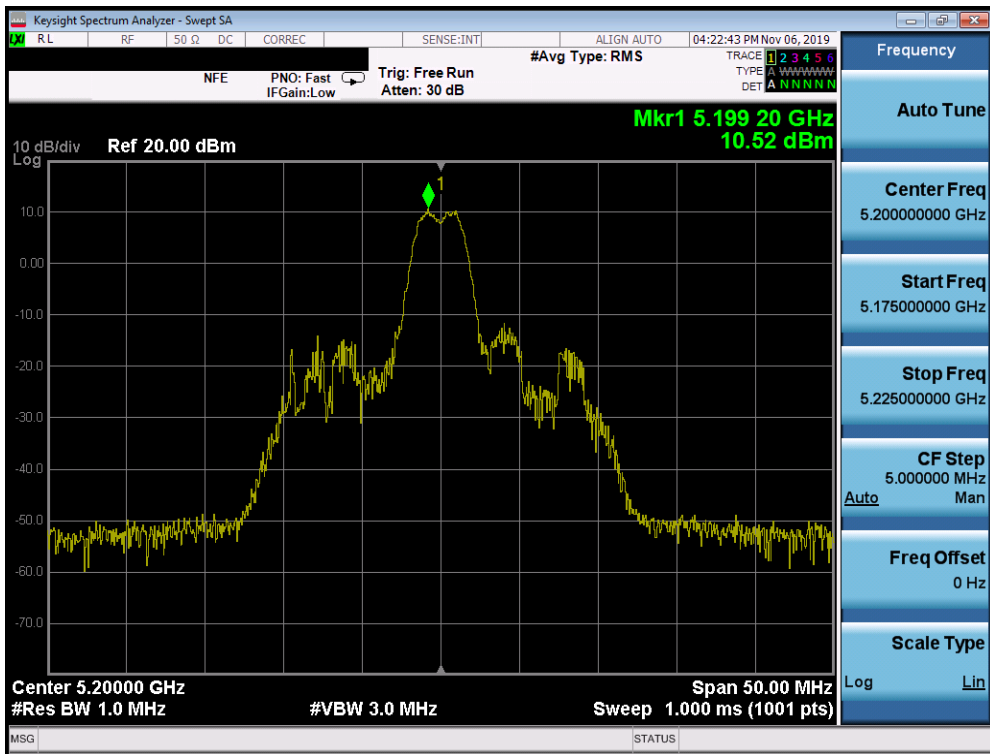 Keysight Spectrum Analyzer - Swept SA
LXI RL RF 50 Ω DC CORREC SENSE:INT ALIGN AUTO 04:22:43 PM Nov 06, 2019
NFE PNO: Fast IFGain:Low
Trig: Free Run
Atten: 30 dB
#Avg Type: RMS
TRACE 1 2 3 4 5 6
TYPE A WWWWW
DET A N N N N N
Mkr1 5.199 20 GHz
10.52 dBm
10 dB/div Ref 20.00 dBm
Log
1
10.0
0.00
-10.0
-20.0
-30.0
-40.0
-50.0
-60.0
-70.0
Center 5.20000 GHz Span 50.00 MHz
#Res BW 1.0 MHz #VBW 3.0 MHz Sweep 1.000 ms (1001 pts)
MSG STATUS
Frequency
Auto Tune
Center Freq
5.200000000 GHz
Start Freq
5.175000000 GHz
Stop Freq
5.225000000 GHz
CF Step
5.000000 MHz
Auto Man
Freq Offset
0 Hz
Scale Type
Log Lin